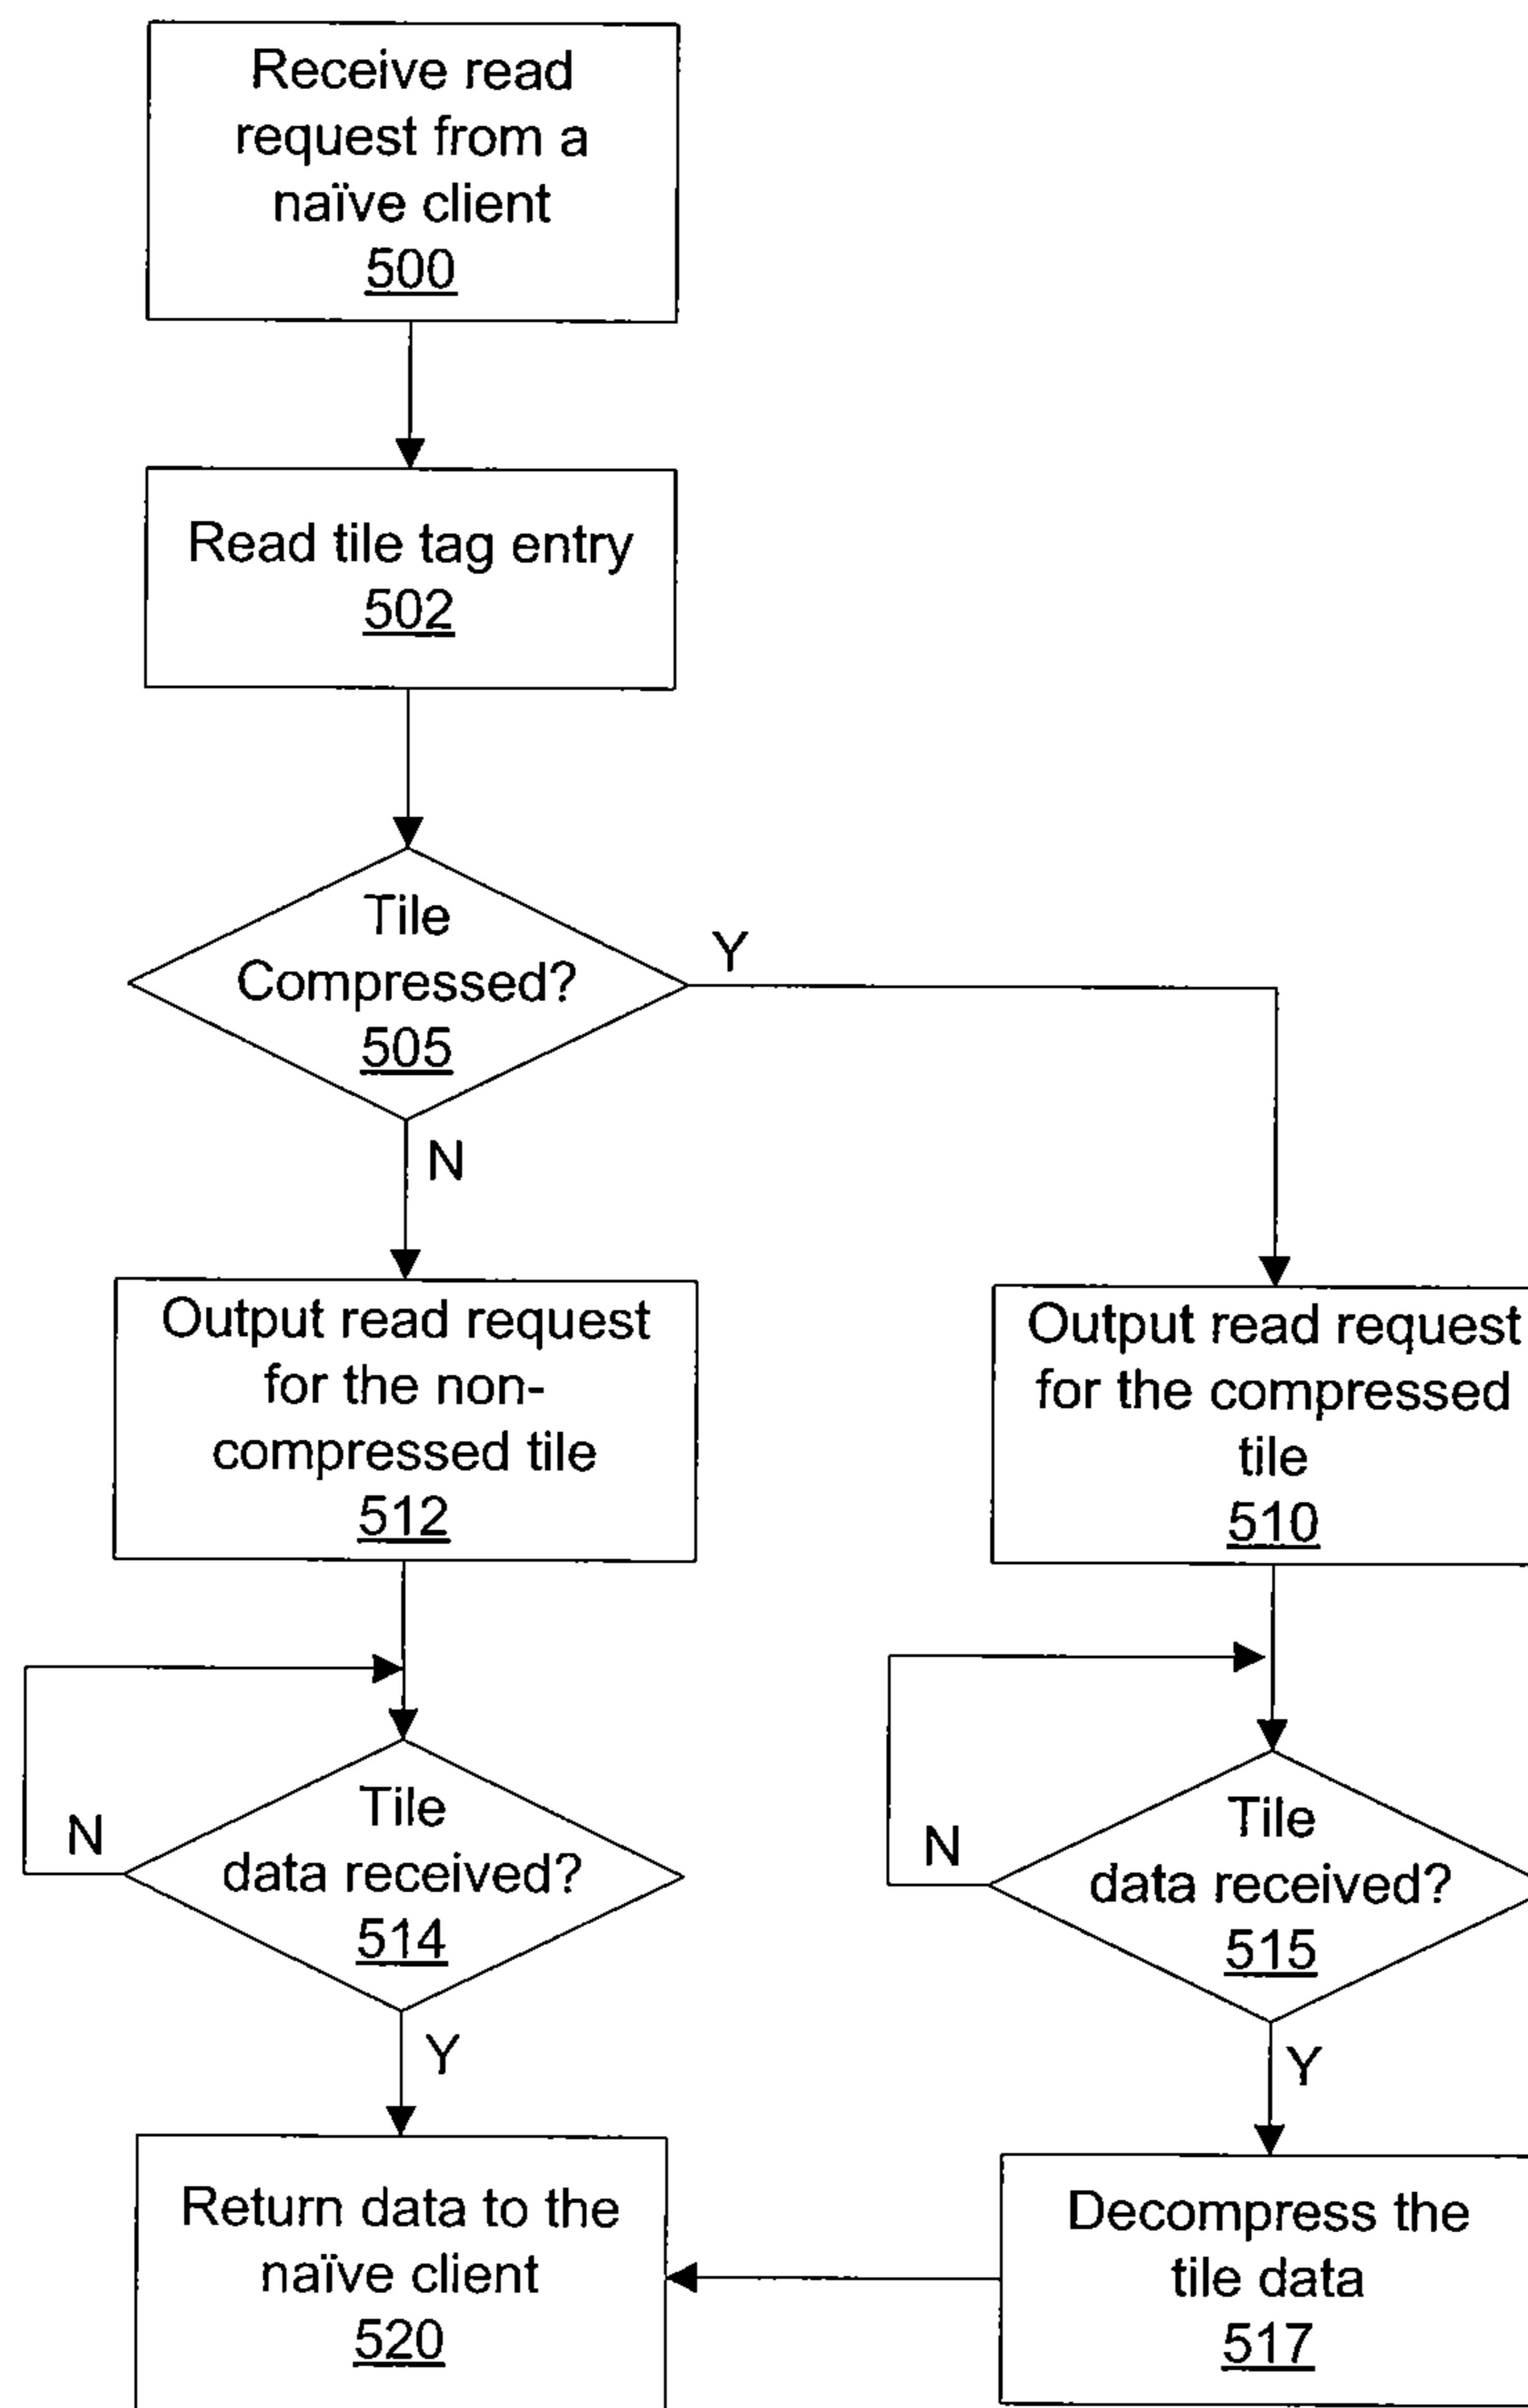 Receive read
request from a
naïve client
500
Read tile tag entry
502
Tile
Compressed?
505
Y
N
Output read request
for the non-
compressed tile
512
Output read request
for the compressed
tile
510
Tile
data received?
514
N
Y
Tile
data received?
515
N
Y
Return data to the
naïve client
520
Decompress the
tile data
517